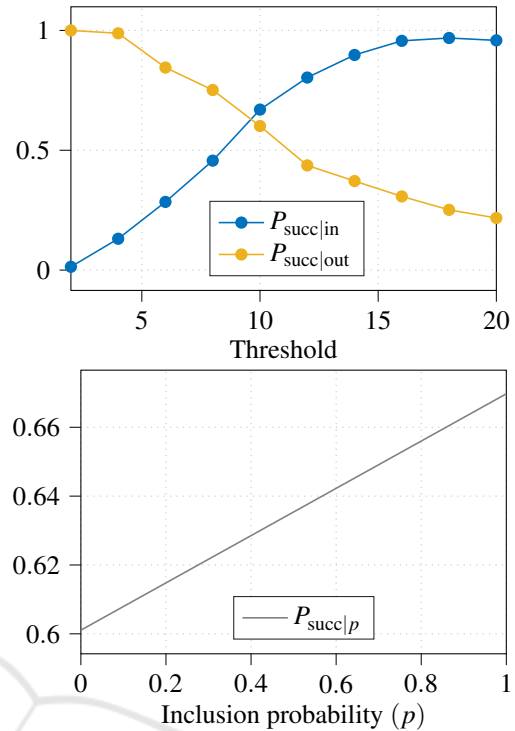 1
0.5
0
P_succ|in
P_succ|out
5 10 15 20
Threshold
0.66
0.64
0.62
0.6
P_succ|p
0 0.2 0.4 0.6 0.8 1
Inclusion probability (p)